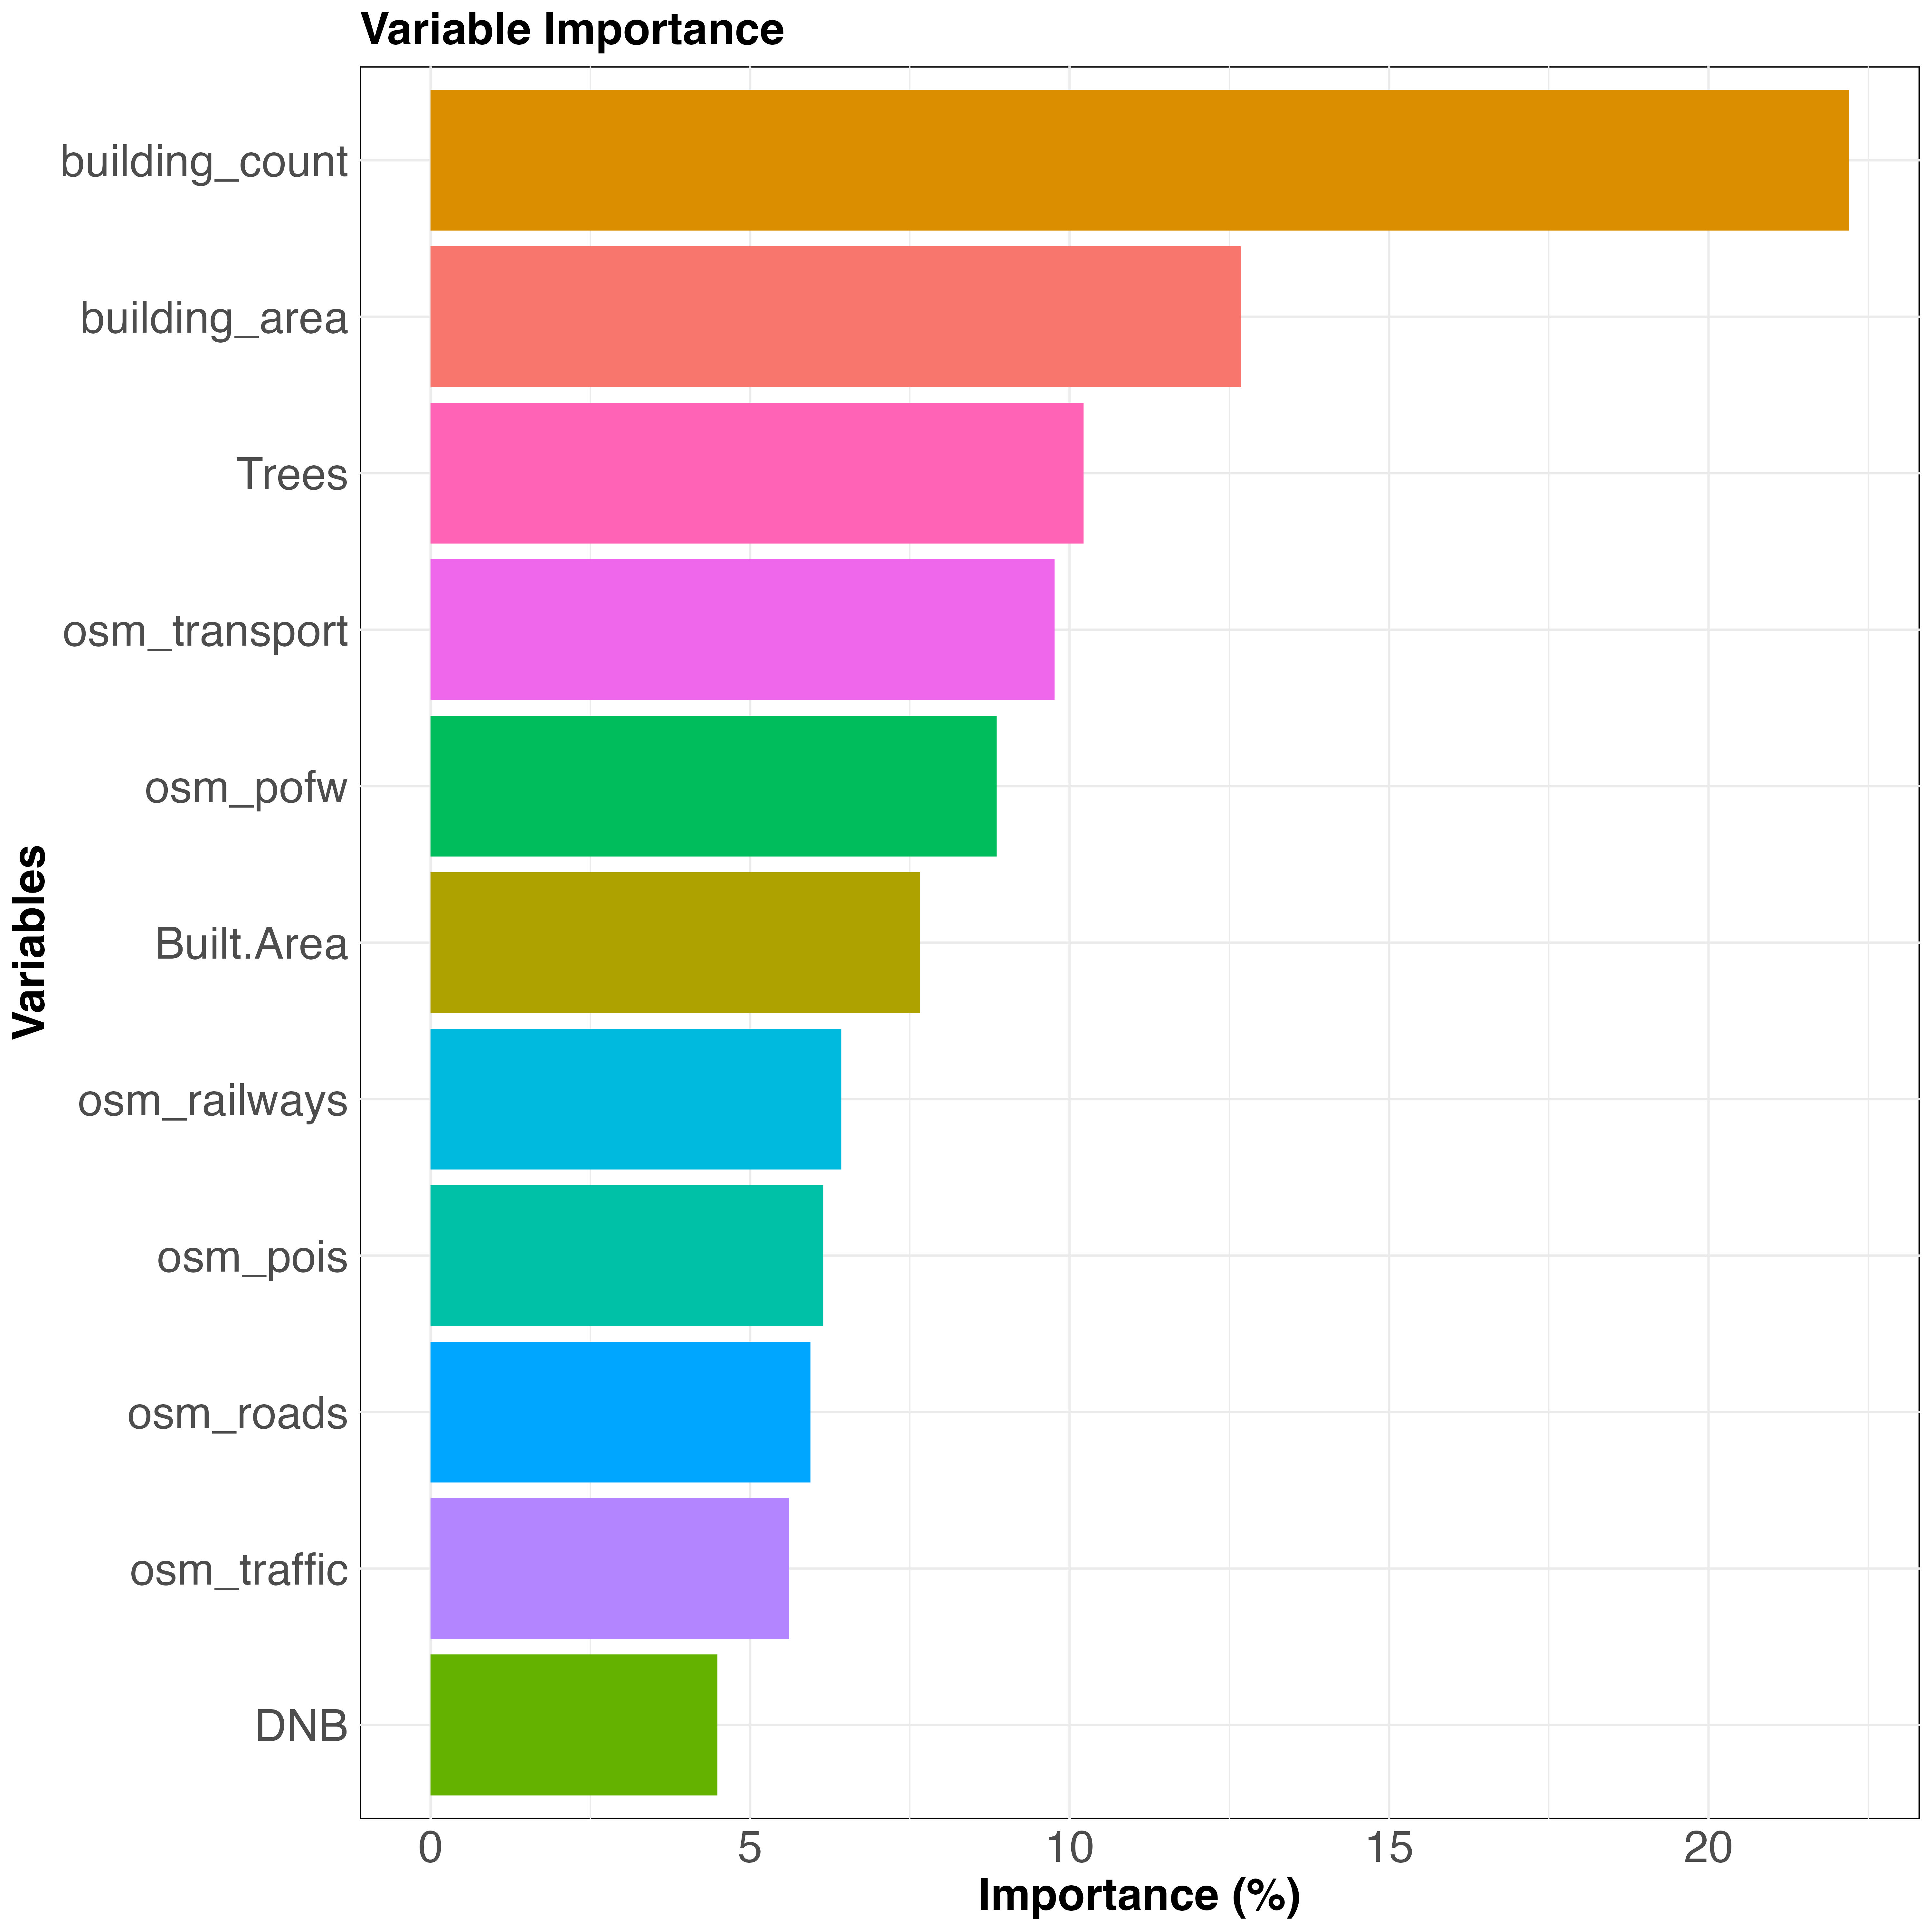 Variable Importance
building_count
building_area
Trees
osm_transport
osm_pofw
Built.Area
osm_railways
osm_pois
osm_roads
osm_traffic
DNB
Variables
0 5 10 15 20
Importance (%)